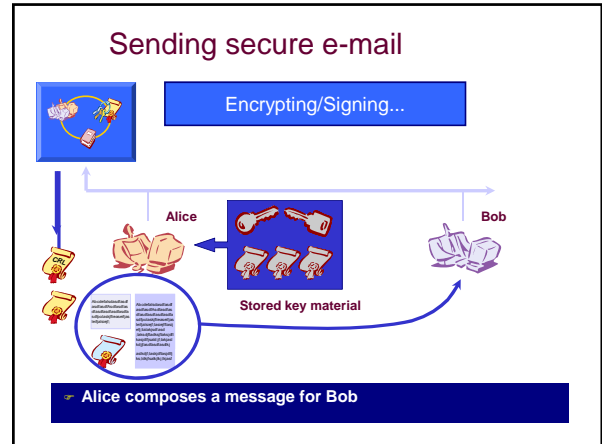 Sending secure e-mail
Encrypting/Signing...
Alice
Bob
CRL
Stored key material
☞ Alice composes a message for Bob